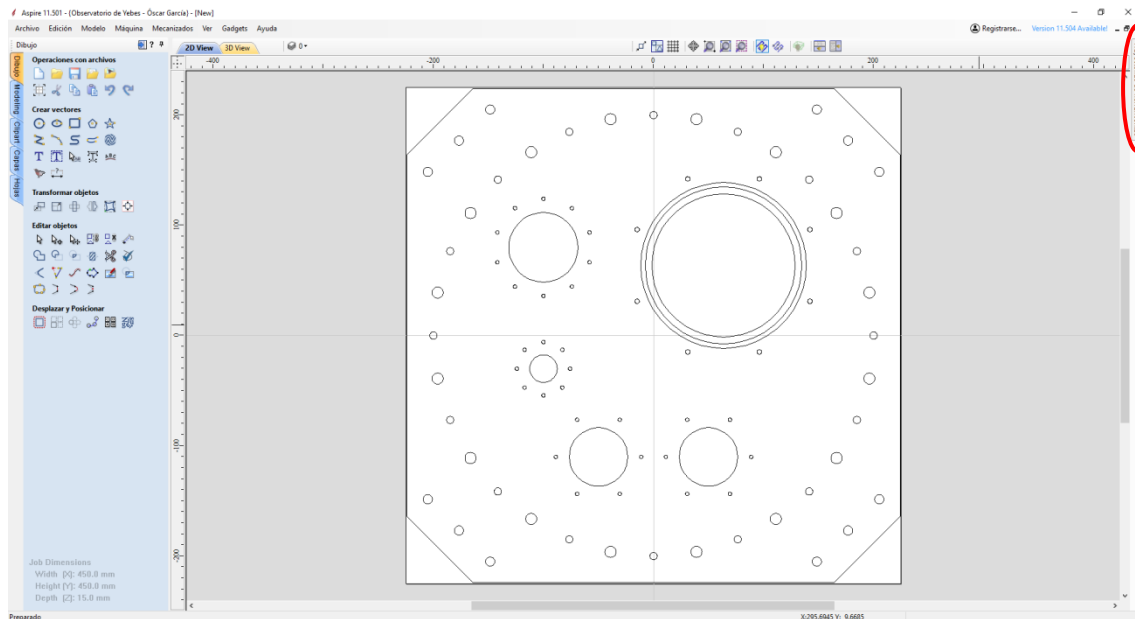 Aspire 11.501 - {Observatorio de Yebes - Óscar García} - [New]
Archivo Edición Modelo Máquina Mecanizados Ver Gadgets Ayuda
Registrarse... Version 11.504 Available!
Dibujo
2D View 3D View 0
Operaciones con archivos
-400 -200 0 200 400
Dibujo
Modeling
Clipart
Capas
Hojas
Crear vectores
200
Transformar objetos
100
Editar objetos
Desplazar y Posicionar
0
-100
-200
Job Dimensions
Width [X]: 450.0 mm
Height [Y]: 450.0 mm
Depth [Z]: 15.0 mm
Preparado
X:295.6945 Y: 9.6685